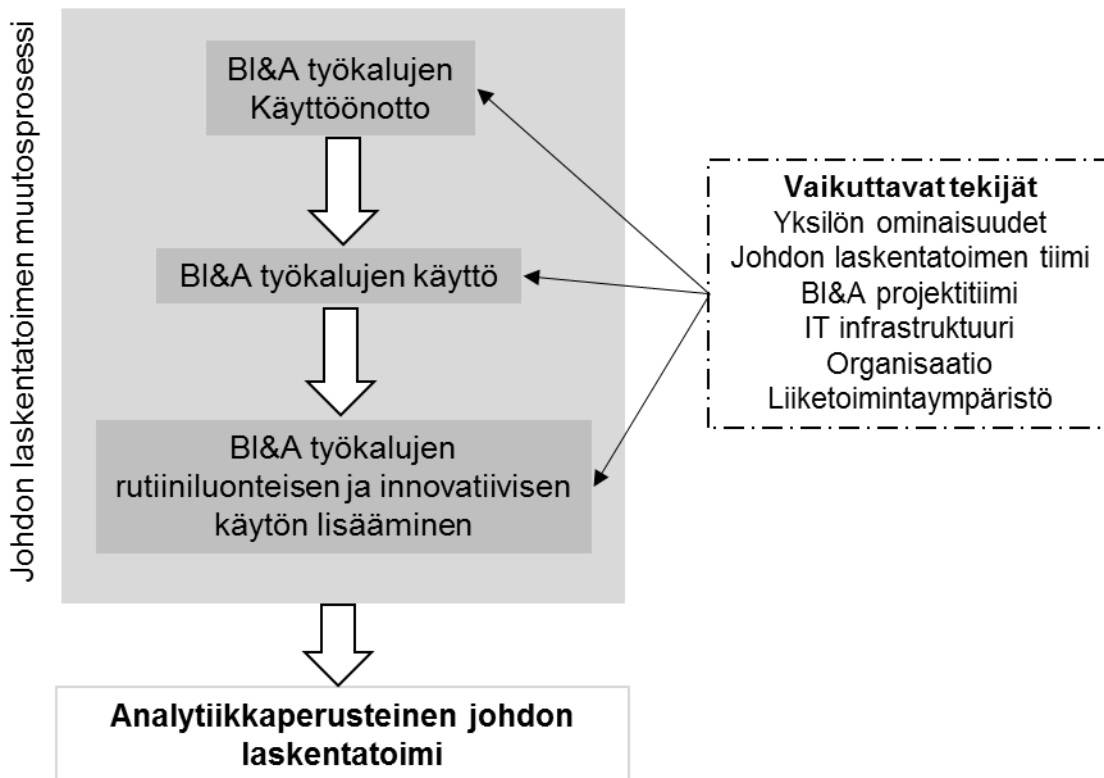 Johdon laskentatoimen muutosprosessi
BI&A työkalujen
Käyttöönotto
BI&A työkalujen käyttö
BI&A työkalujen
rutiiniluonteisen ja innovatiivisen
käytön lisääminen
Vaikuttavat tekijät
Yksilön ominaisuudet
Johdon laskentatoimen tiimi
BI&A projektitiimi
IT infrastruktuuri
Organisaatio
Liiketoimintaympäristö
Analytiikkaperusteinen johdon
laskentatoimi